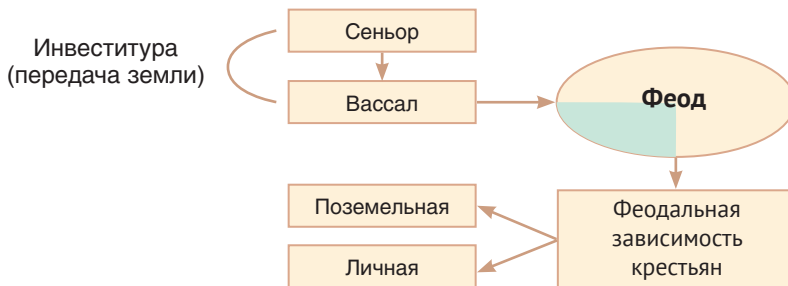 Инвеститура
(передача земли)
Сеньор
Вассал
Феод
Поземельная
Личная
Феодальная
зависимость
крестьян